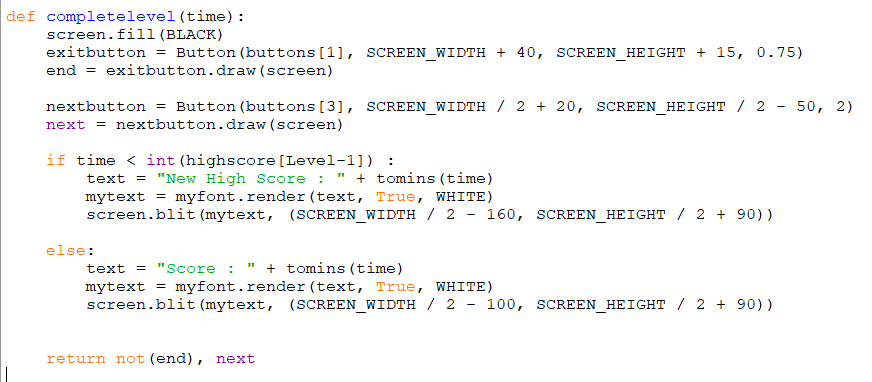 def completelevel(time):
    screen.fill(BLACK)
    exitbutton = Button(buttons[1], SCREEN_WIDTH + 40, SCREEN_HEIGHT + 15, 0.75)
    end = exitbutton.draw(screen)

    nextbutton = Button(buttons[3], SCREEN_WIDTH / 2 + 20, SCREEN_HEIGHT / 2 - 50, 2)
    next = nextbutton.draw(screen)

    if time < int(highscore[Level-1]) :
        text = "New High Score : " + tomins(time)
        mytext = myfont.render(text, True, WHITE)
        screen.blit(mytext, (SCREEN_WIDTH / 2 - 160, SCREEN_HEIGHT / 2 + 90))

    else:
        text = "Score : " + tomins(time)
        mytext = myfont.render(text, True, WHITE)
        screen.blit(mytext, (SCREEN_WIDTH / 2 - 100, SCREEN_HEIGHT / 2 + 90))


    return not(end), next